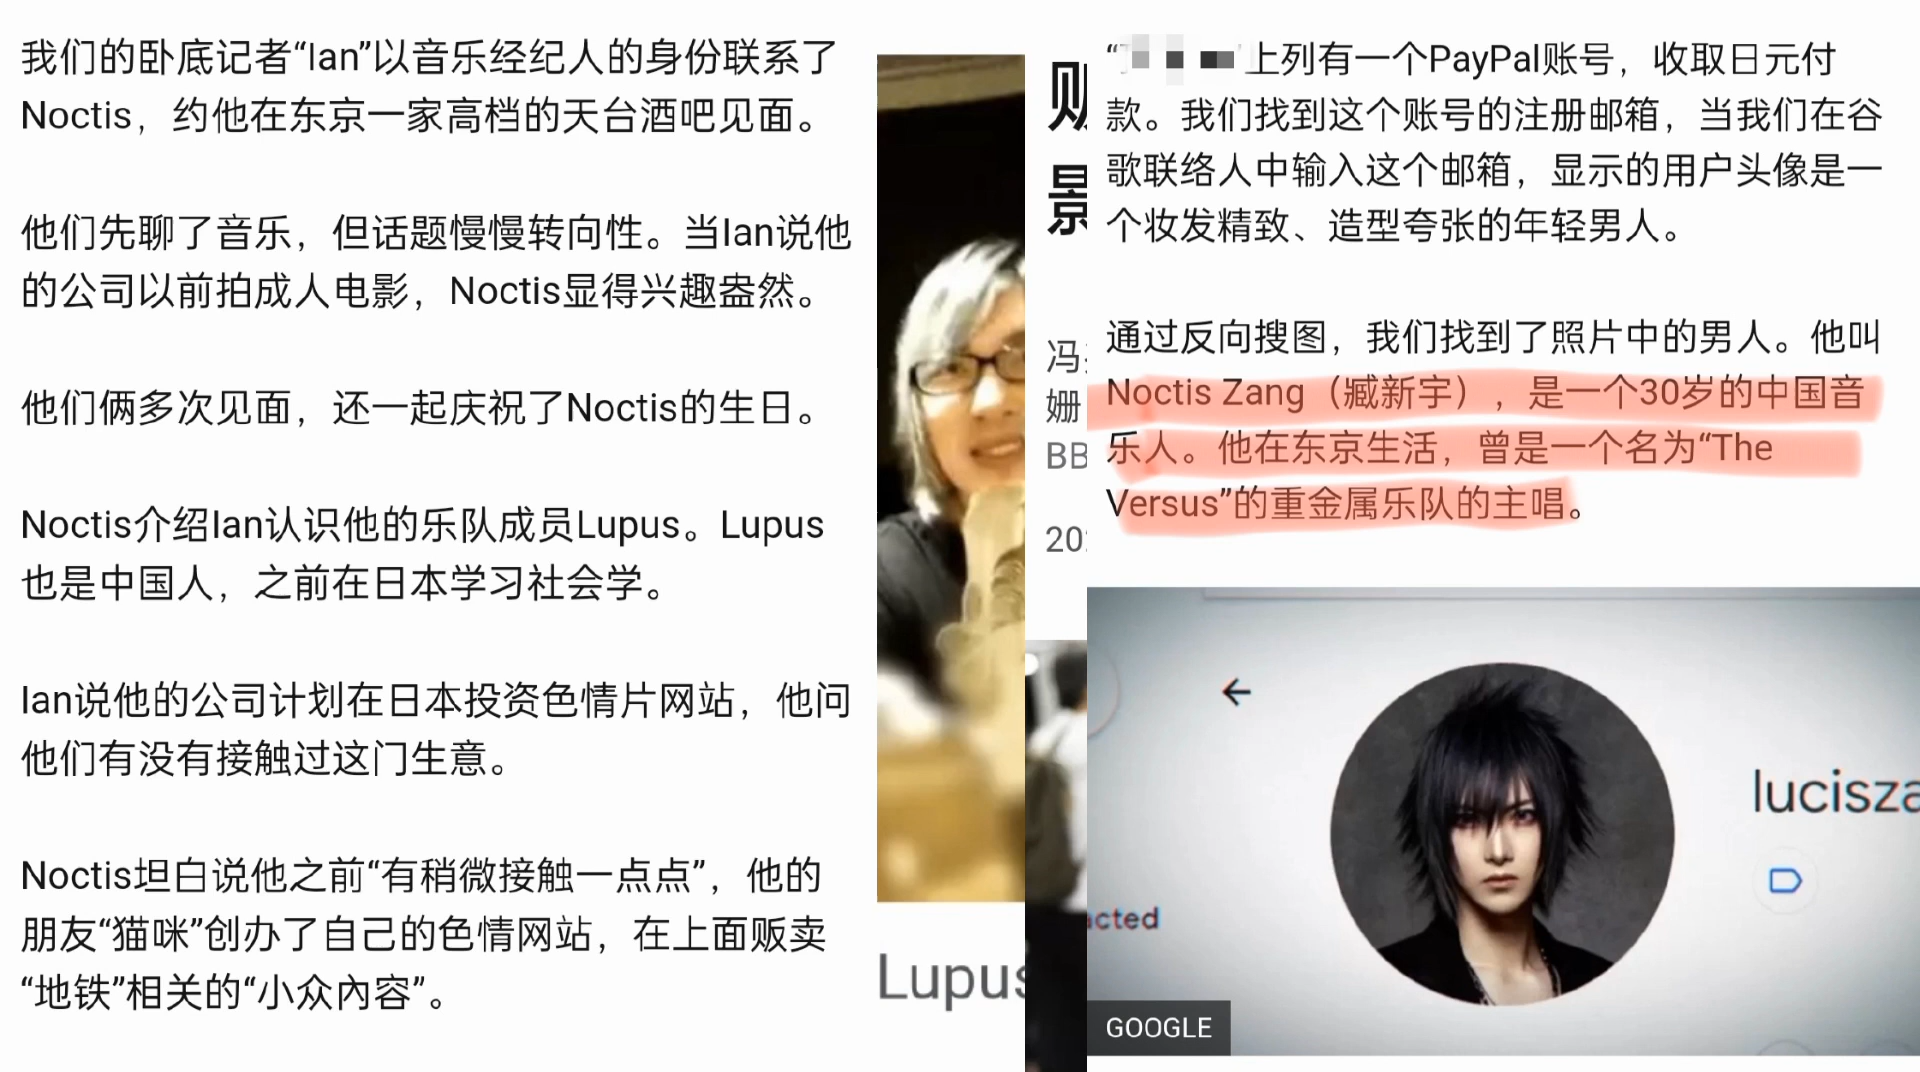 我们的卧底记者“Ian”以音乐经纪人的身份联系了
Noctis，约他在东京一家高档的天台酒吧见面。
他们先聊了音乐，但话题慢慢转向性。当Ian说他
的公司以前拍成人电影，Noctis显得兴趣盎然。
他们俩多次见面，还一起庆祝了Noctis的生日。
Noctis介绍Ian认识他的乐队成员Lupus。Lupus
也是中国人，之前在日本学习社会学。
Ian说他的公司计划在日本投资色情片网站，他问
他们有没有接触过这门生意。
Noctis坦白说他之前“有稍微接触一点点”，他的
朋友“猫咪”创办了自己的色情网站，在上面贩卖
“地铁”相关的“小众内容”。
Lupus
景
冯
姗
BB
20
上列有一个PayPal账号，收取日元付
款。我们找到这个账号的注册邮箱，当我们在谷
歌联络人中输入这个邮箱，显示的用户头像是一
个妆发精致、造型夸张的年轻男人。
通过反向搜图，我们找到了照片中的男人。他叫
Noctis Zang（臧新宇），是一个30岁的中国音
乐人。他在东京生活，曾是一个名为“The
Versus”的重金属乐队的主唱。
lucisza
acted
GOOGLE